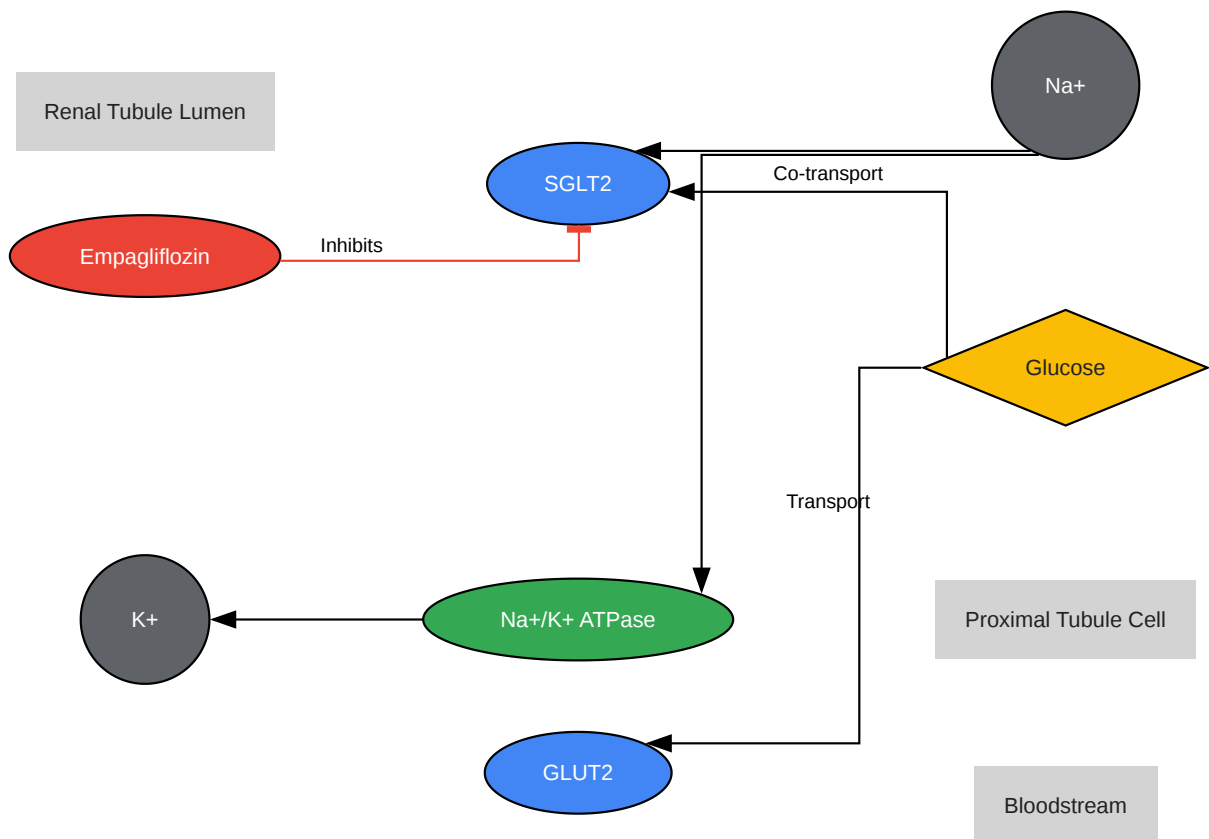 Na+
Renal Tubule Lumen
Co-transport
SGLT2
Inhibits
Empagliflozin
Glucose
Transport
K+
Na+/K+ ATPase
Proximal Tubule Cell
GLUT2
Bloodstream